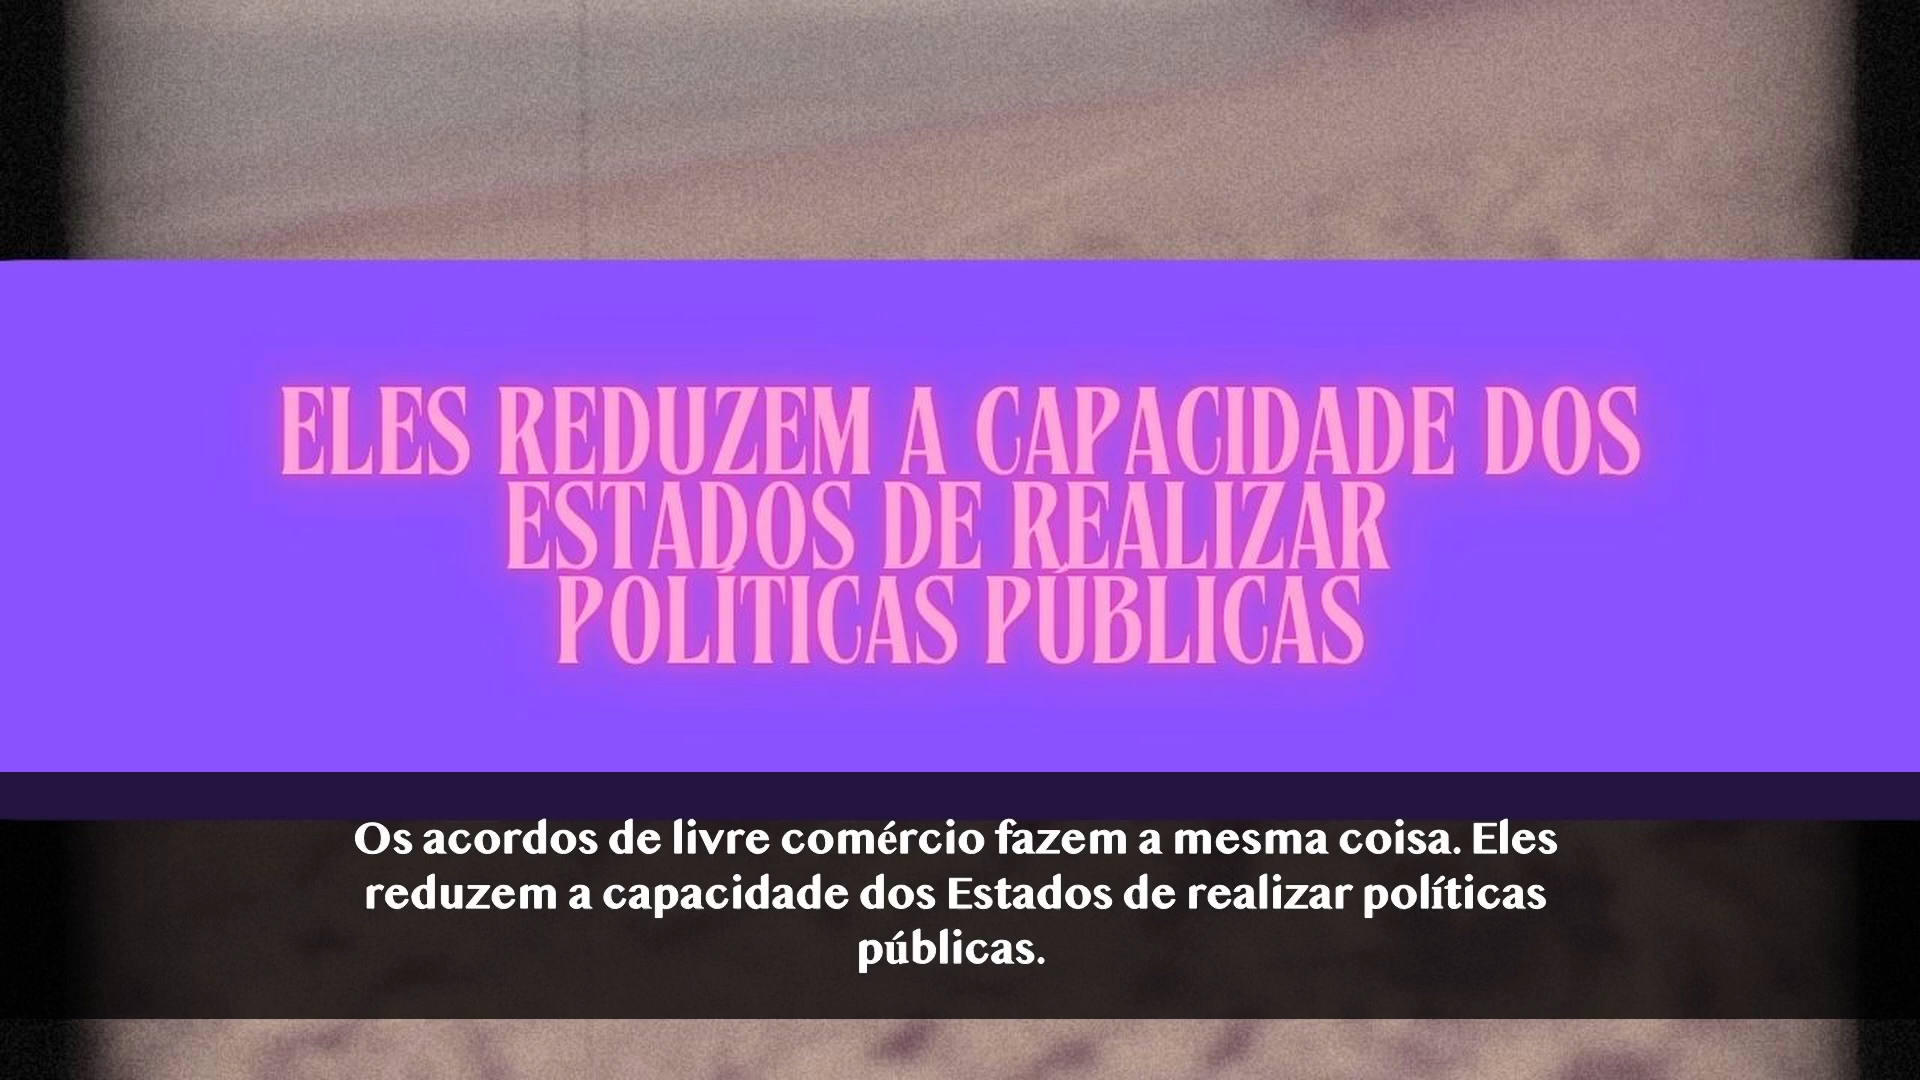 ELES REDUZEM A CAPACIDADE DOS
ESTADOS DE REALIZAR
POLÍTICAS PÚBLICAS
Os acordos de livre comércio fazem a mesma coisa. Eles
reduzem a capacidade dos Estados de realizar políticas
públicas.